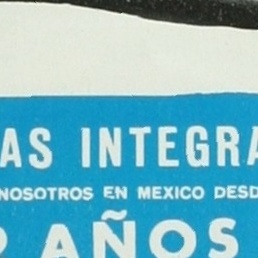 AS INTEGRA
NOSOTROS EN MEXICO DESD
AÑOS